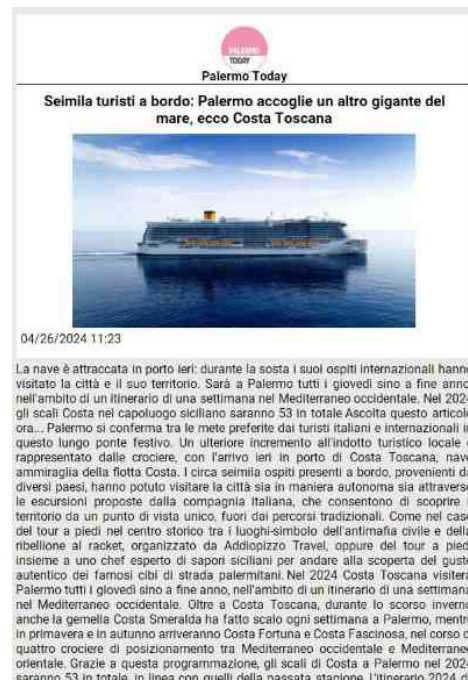 PALERMO
TODAY
Palermo Today
Seimila turisti a bordo: Palermo accoglie un altro gigante del
mare, ecco Costa Toscana
04/26/2024 11:23
La nave è attraccata in porto ieri: durante la sosta i suoi ospiti internazionali hanno
visitato la città e il suo territorio. Sarà a Palermo tutti i giovedì sino a fine anno
nell'ambito di un itinerario di una settimana nel Mediterraneo occidentale. Nel 2024
gli scali Costa nel capoluogo siciliano saranno 53 in totale Ascolta questo articolo
ora... Palermo si conferma tra le mete preferite dai turisti italiani e internazionali in
questo lungo ponte festivo. Un ulteriore incremento all'indotto turistico locale è
rappresentato dalle crociere, con l'arrivo ieri in porto di Costa Toscana, nave
ammiraglia della flotta Costa. I circa seimila ospiti presenti a bordo, provenienti da
diversi paesi, hanno potuto visitare la città sia in maniera autonoma sia attraverso
le escursioni proposte dalla compagnia italiana, che consentono di scoprire il
territorio da un punto di vista unico, fuori dai percorsi tradizionali. Come nel caso
del tour a piedi nel centro storico tra i luoghi-simbolo dell'antimafia civile e della
ribellione al racket, organizzato da Addiopizzo Travel, oppure del tour a piedi
insieme a uno chef esperto di sapori siciliani per andare alla scoperta del gusto
autentico dei famosi cibi di strada palermitani. Nel 2024 Costa Toscana visiterà
Palermo tutti i giovedì sino a fine anno, nell'ambito di un itinerario di una settimana
nel Mediterraneo occidentale. Oltre a Costa Toscana, durante lo scorso inverno
anche la gemella Costa Smeralda ha fatto scalo ogni settimana a Palermo, mentre
in primavera e in autunno arriveranno Costa Fortuna e Costa Fascinosa, nel corso di
quattro crociere di posizionamento tra Mediterraneo occidentale e Mediterraneo
orientale. Grazie a questa programmazione, gli scali di Costa a Palermo nel 2024
saranno 53 in totale, in linea con quelli della passata stagione. L'itinerario 2024 di